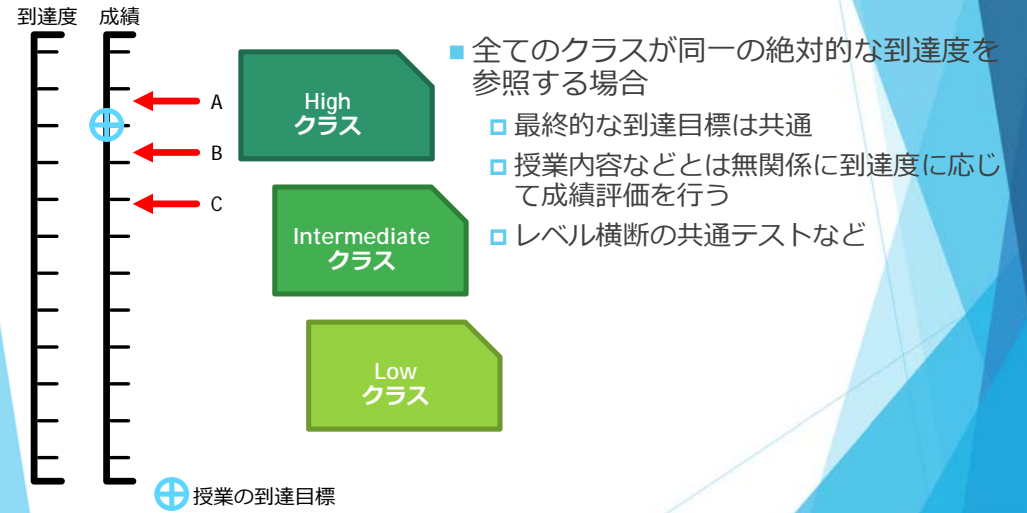 到達度 成績
A
B
C
High
クラス
Intermediate
クラス
Low
クラス
授業の到達目標
全てのクラスが同一の絶対的な到達度を
参照する場合
最終的な到達目標は共通
授業内容などとは無関係に到達度に応じ
て成績評価を行う
レベル横断の共通テストなど